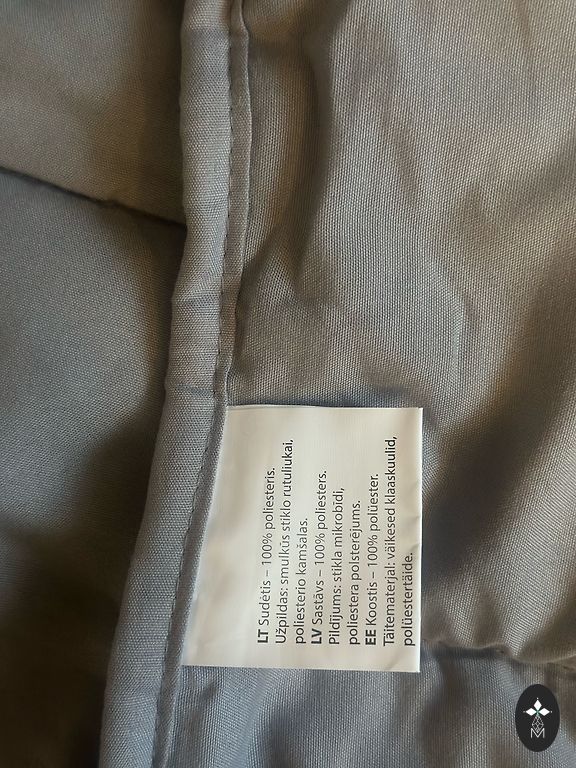 LT Sudėtis – 100% poliesteris.
Užpildas: smulkūs stiklo rutuliukai,
poliesterio kamšalas.
LV Sastāvs – 100% poliesters.
Pildījums: stikla mikrobīdi,
poliestera polsterējums.
EE Koostis – 100% polüester.
Täitematerjal: väikesed klaaskuulid,
polüestertäide.
M